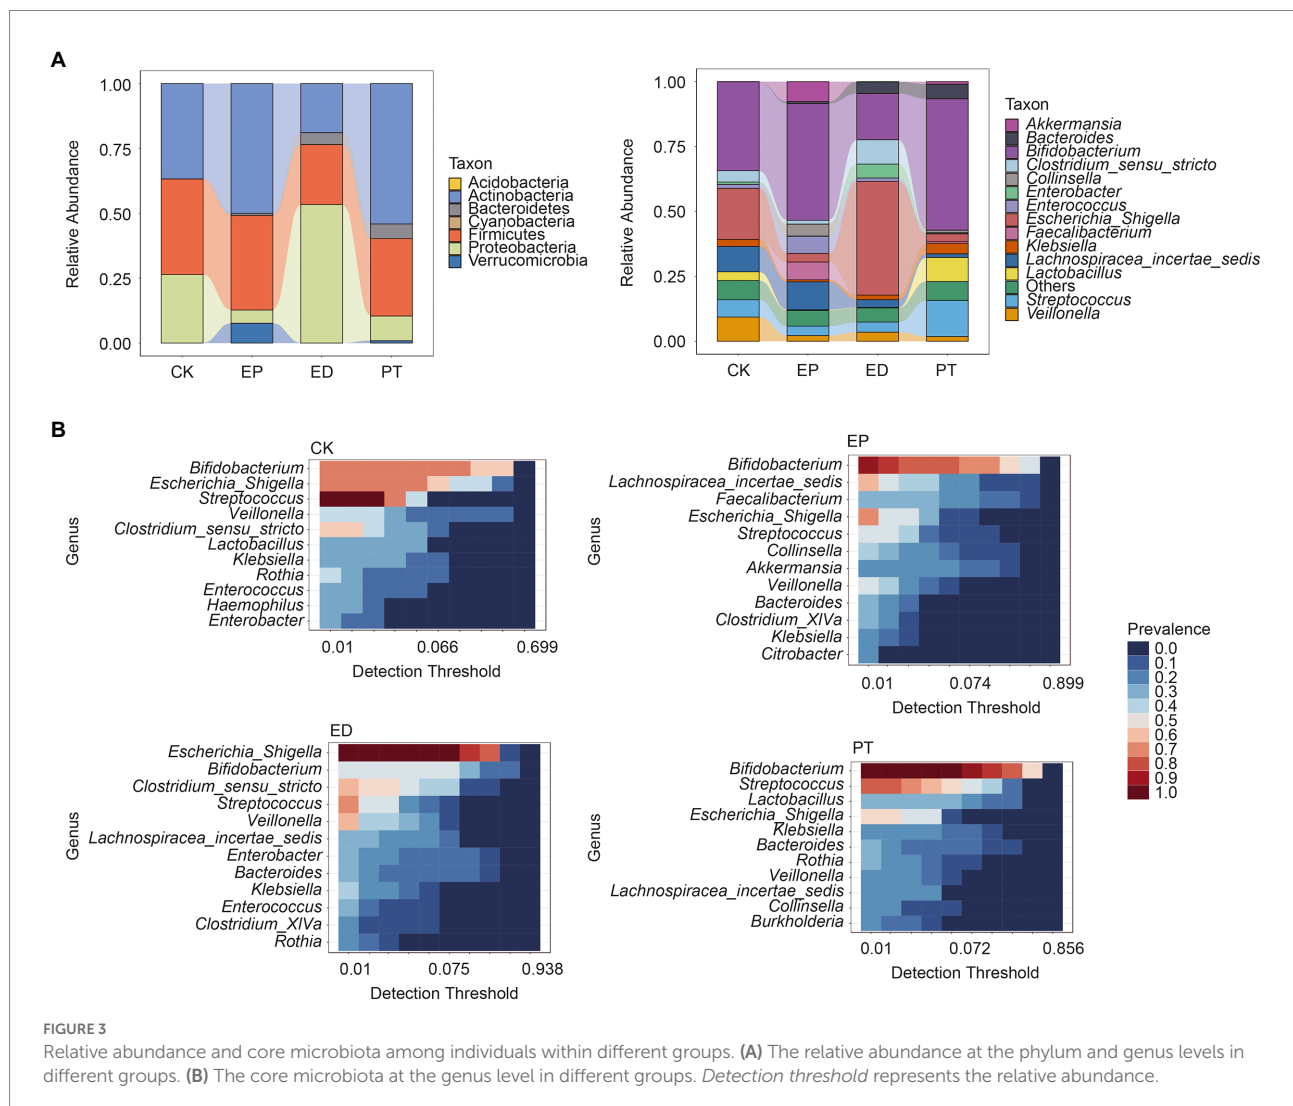 A
Relative Abundance
1.00
0.75
0.50
0.25
0.00
CK
EP
ED
PT
Taxon
Acidobacteria
Actinobacteria
Bacteroidetes
Cyanobacteria
Firmicutes
Proteobacteria
Verrucomicrobia
Relative Abundance
1.00
0.75
0.50
0.25
0.00
CK
EP
ED
PT
Taxon
Akkermansia
Bacteroides
Bifidobacterium
Clostridium_sensu_stricto
Collinsella
Enterobacter
Enterococcus
Escherichia_Shigella
Faecalibacterium
Klebsiella
Lachnospiracea_incertae_sedis
Lactobacillus
Others
Streptococcus
Veillonella
B
CK
Genus
Bifidobacterium
Escherichia_Shigella
Streptococcus
Veillonella
Clostridium_sensu_stricto
Lactobacillus
Klebsiella
Rothia
Enterococcus
Haemophilus
Enterobacter
0.01
0.066
0.699
Detection Threshold
EP
Genus
Bifidobacterium
Lachnospiracea_incertae_sedis
Faecalibacterium
Escherichia_Shigella
Streptococcus
Collinsella
Akkermansia
Veillonella
Bacteroides
Clostridium_XlVa
Klebsiella
Citrobacter
0.01
0.074
0.899
Detection Threshold
Prevalence
0.0
0.1
0.2
0.3
0.4
0.5
0.6
0.7
0.8
0.9
1.0
ED
Genus
Escherichia_Shigella
Bifidobacterium
Clostridium_sensu_stricto
Streptococcus
Veillonella
Lachnospiracea_incertae_sedis
Enterobacter
Bacteroides
Klebsiella
Enterococcus
Clostridium_XlVa
Rothia
0.01
0.075
0.938
Detection Threshold
PT
Genus
Bifidobacterium
Streptococcus
Lactobacillus
Escherichia_Shigella
Klebsiella
Bacteroides
Rothia
Veillonella
Lachnospiracea_incertae_sedis
Collinsella
Burkholderia
0.01
0.072
0.856
Detection Threshold
FIGURE 3
Relative abundance and core microbiota among individuals within different groups. (A) The relative abundance at the phylum and genus levels in
different groups. (B) The core microbiota at the genus level in different groups. Detection threshold represents the relative abundance.